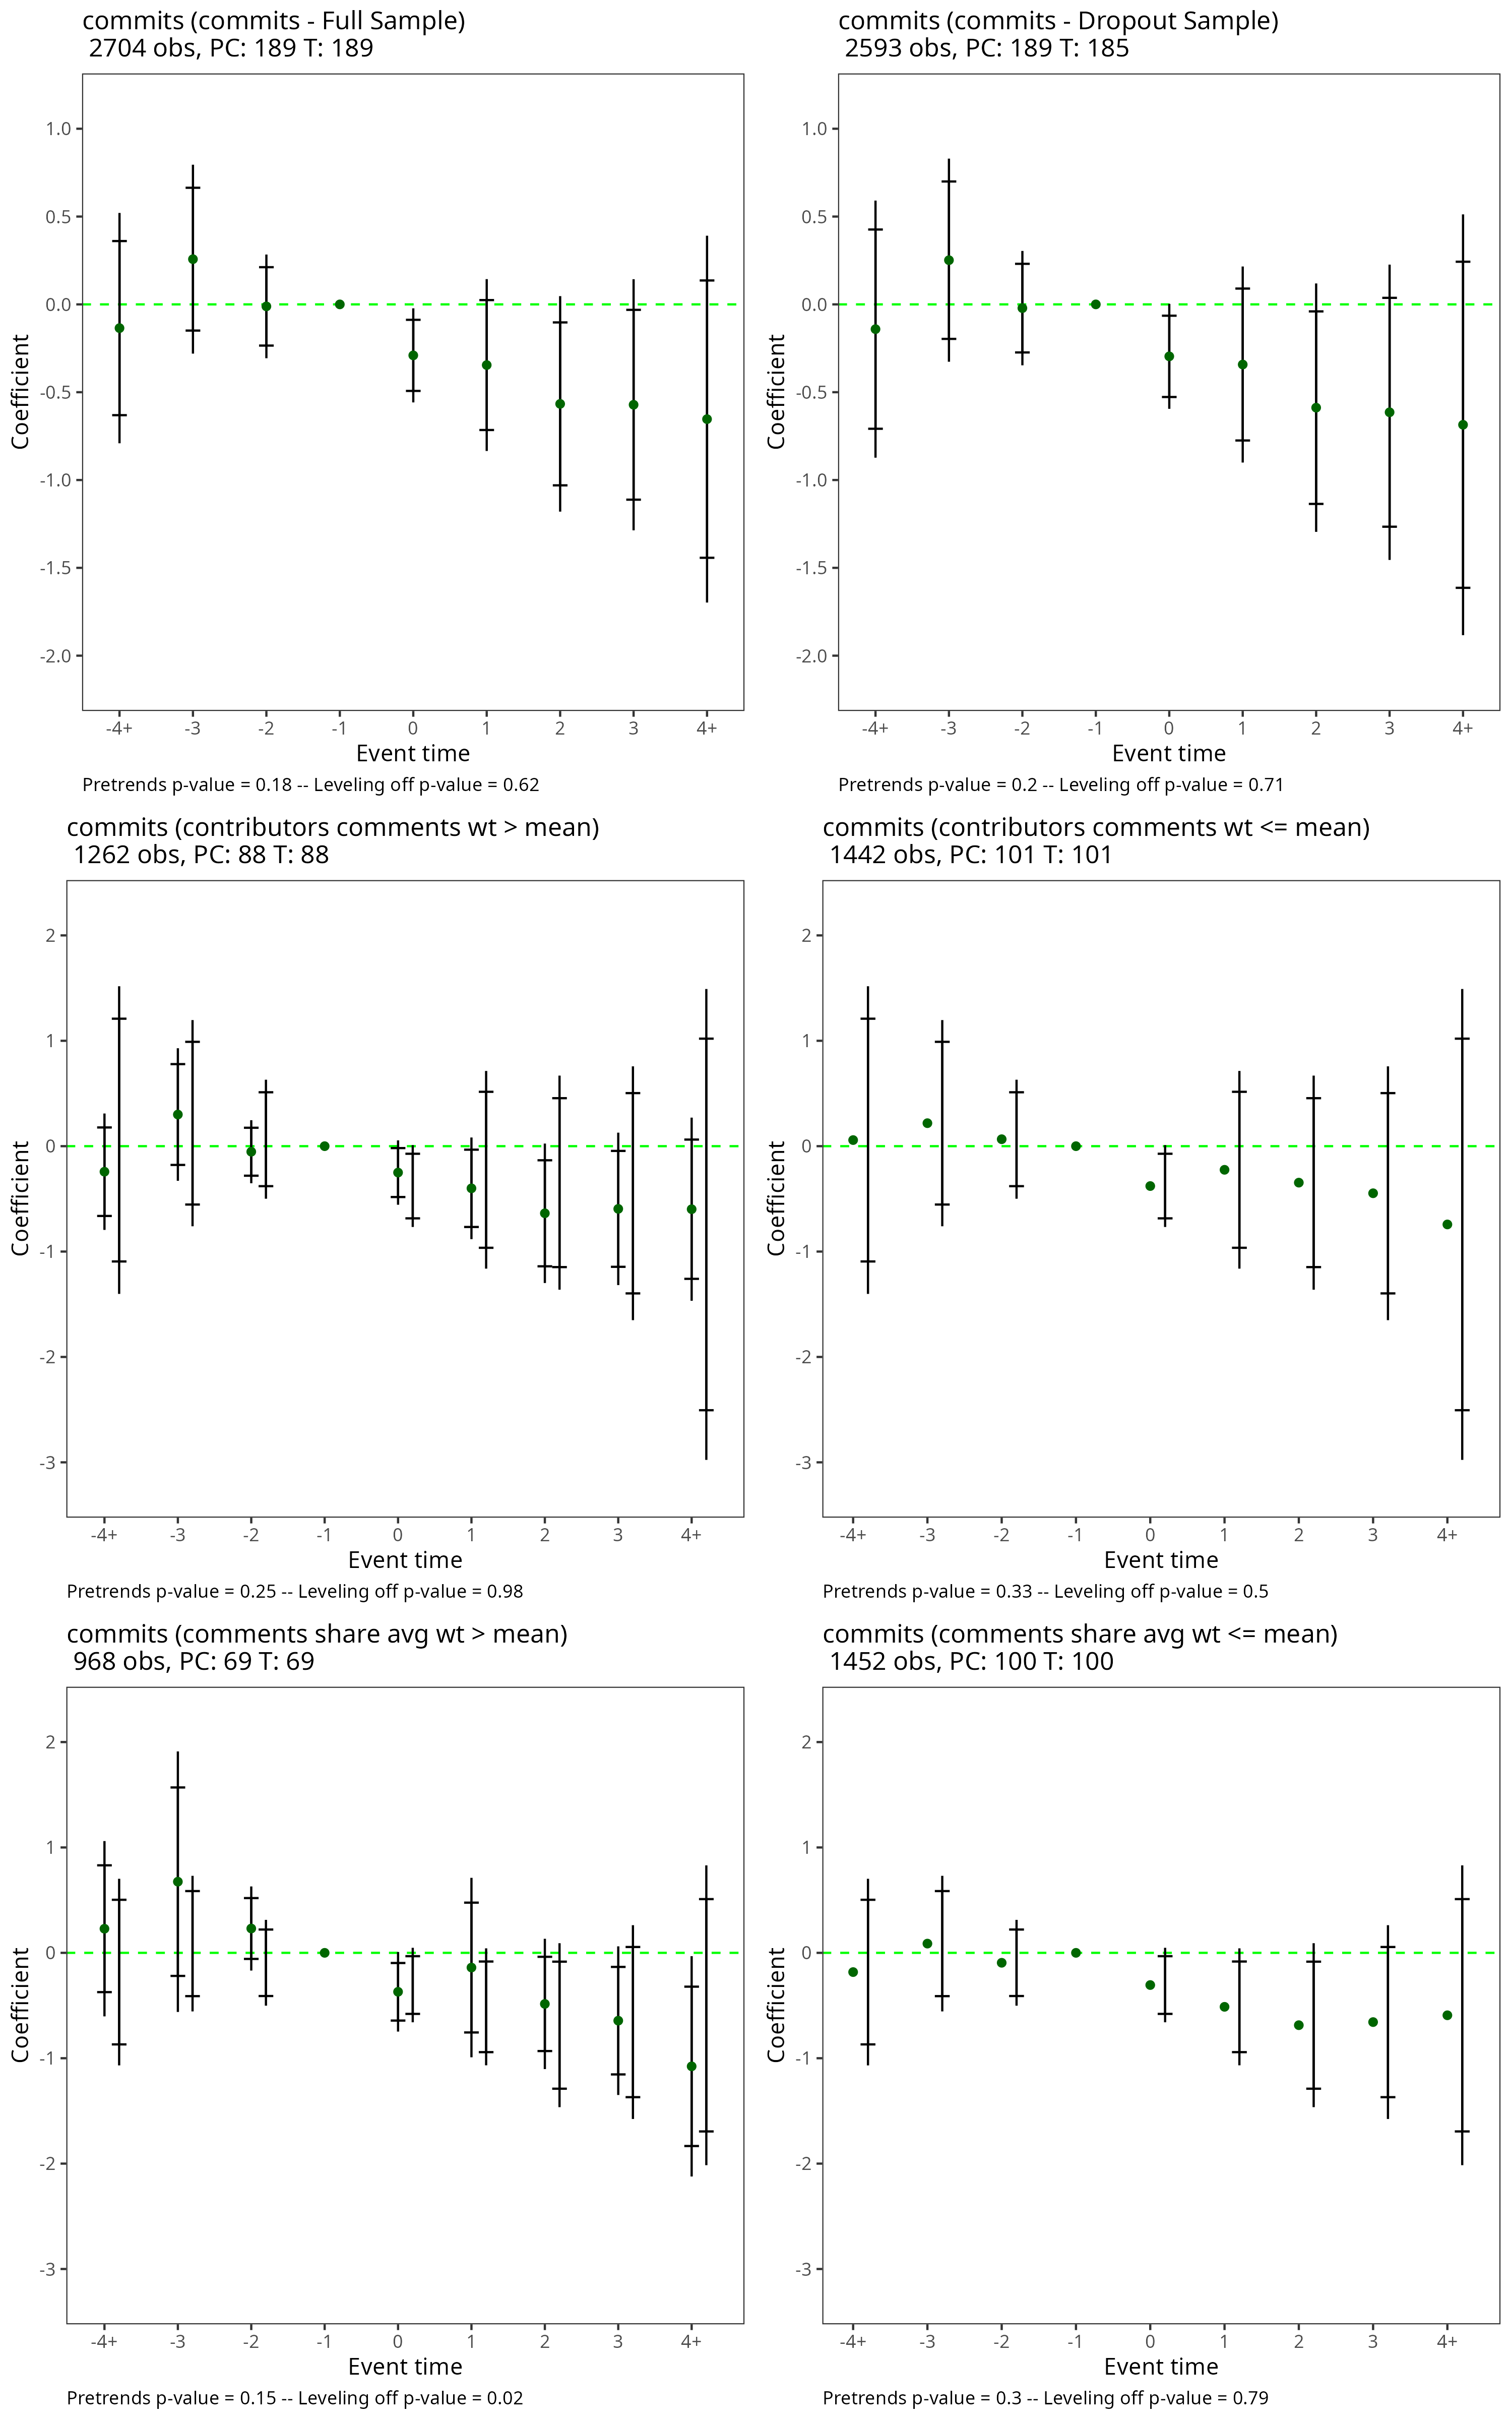 commits (commits - Full Sample)
2704 obs, PC: 189 T: 189
1.0
0.5
0.0
-0.5
-1.0
-1.5
-2.0
Coefficient
-4+ -3 -2 -1 0 1 2 3 4+
Event time
Pretrends p-value = 0.18 -- Leveling off p-value = 0.62
commits (commits - Dropout Sample)
2593 obs, PC: 189 T: 185
1.0
0.5
0.0
-0.5
-1.0
-1.5
-2.0
Coefficient
-4+ -3 -2 -1 0 1 2 3 4+
Event time
Pretrends p-value = 0.2 -- Leveling off p-value = 0.71
commits (contributors comments wt > mean)
1262 obs, PC: 88 T: 88
2
1
0
-1
-2
-3
Coefficient
-4+ -3 -2 -1 0 1 2 3 4+
Event time
Pretrends p-value = 0.25 -- Leveling off p-value = 0.98
commits (contributors comments wt <= mean)
1442 obs, PC: 101 T: 101
2
1
0
-1
-2
-3
Coefficient
-4+ -3 -2 -1 0 1 2 3 4+
Event time
Pretrends p-value = 0.33 -- Leveling off p-value = 0.5
commits (comments share avg wt > mean)
968 obs, PC: 69 T: 69
2
1
0
-1
-2
-3
Coefficient
-4+ -3 -2 -1 0 1 2 3 4+
Event time
Pretrends p-value = 0.15 -- Leveling off p-value = 0.02
commits (comments share avg wt <= mean)
1452 obs, PC: 100 T: 100
2
1
0
-1
-2
-3
Coefficient
-4+ -3 -2 -1 0 1 2 3 4+
Event time
Pretrends p-value = 0.3 -- Leveling off p-value = 0.79